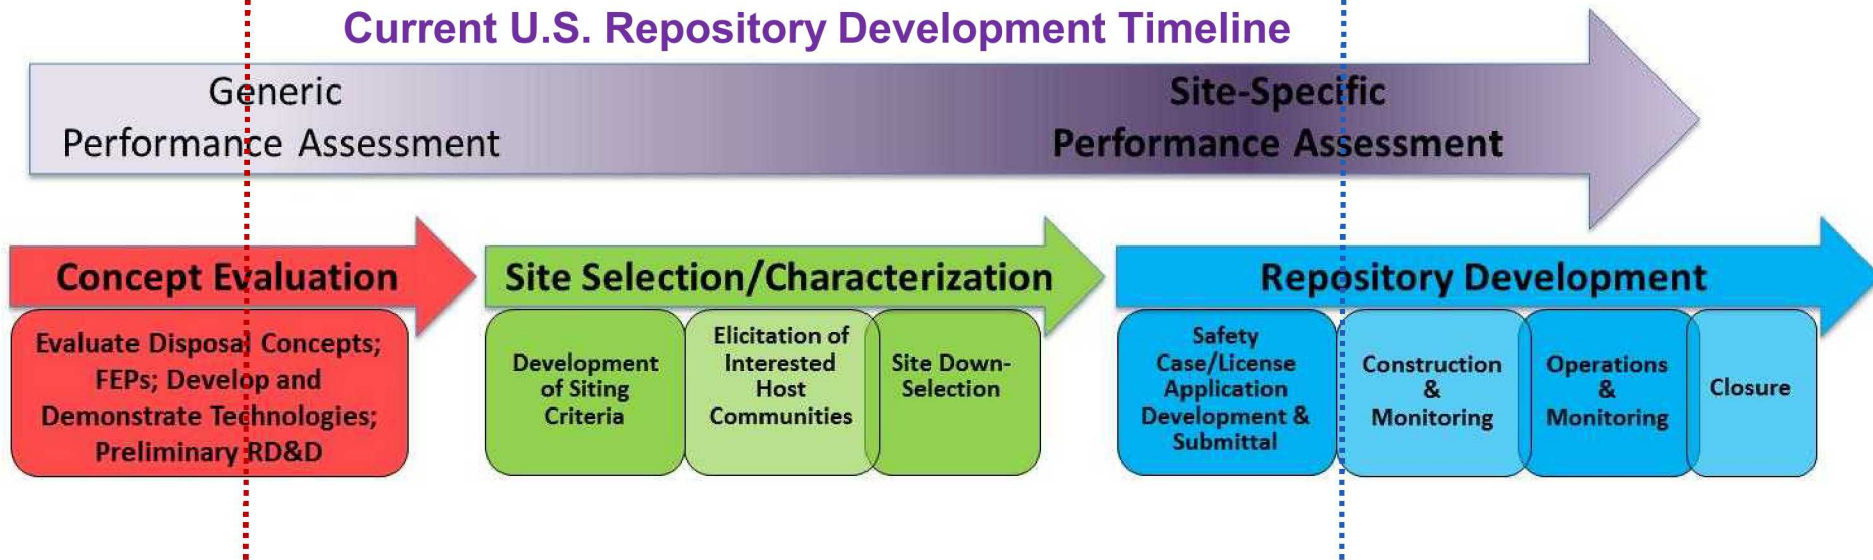 Current U.S. Repository Development Timeline
Generic
Performance Assessment
Site-Specific
Performance Assessment
Concept Evaluation
Evaluate Disposal Concepts;
FEPs; Develop and
Demonstrate Technologies;
Preliminary RD&D
Site Selection/Characterization
Development
of Siting
Criteria
Elicitation of
Interested
Host
Communities
Site Down-
Selection
Repository Development
Safety
Case/License
Application
Development &
Submittal
Construction
&
Monitoring
Operations
&
Monitoring
Closure